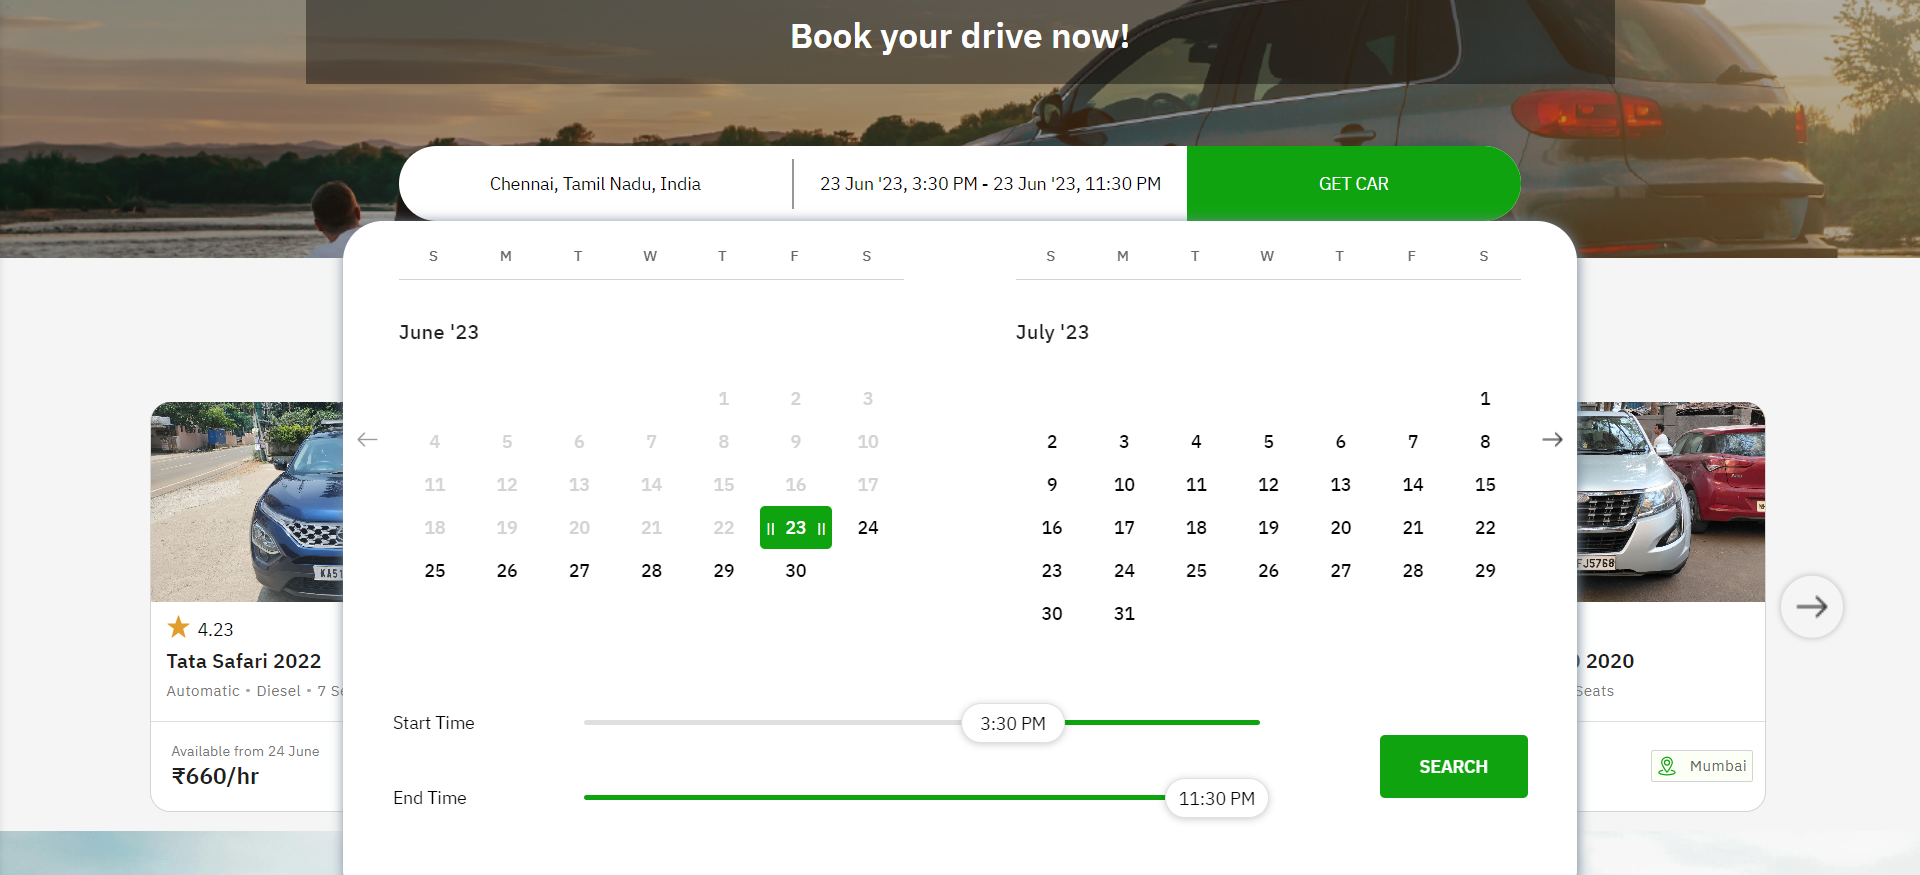 Book your drive now!
Chennai, Tamil Nadu, India
23 Jun '23, 3:30 PM - 23 Jun '23, 11:30 PM
GET CAR
S M T W T F S
S M T W T F S
June '23
1 2 3
4 5 6 7 8 9 10
11 12 13 14 15 16 17
18 19 20 21 22 23 24
25 26 27 28 29 30
July '23
1
2 3 4 5 6 7 8
9 10 11 12 13 14 15
16 17 18 19 20 21 22
23 24 25 26 27 28 29
30 31
Start Time
3:30 PM
End Time
11:30 PM
SEARCH
KA51
4.23
Tata Safari 2022
Automatic • Diesel • 7 Se
Available from 24 June
₹660/hr
FJ5768
2020
Seats
Mumbai